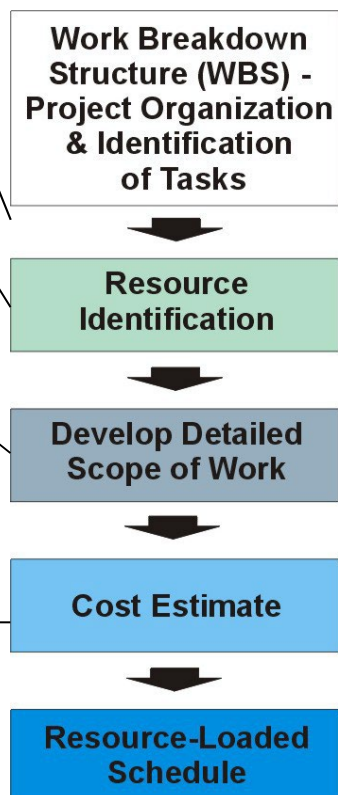 Work Breakdown
Structure (WBS) -
Project Organization
& Identification
of Tasks
Resource
Identification
Develop Detailed
Scope of Work
Cost Estimate
Resource-Loaded
Schedule